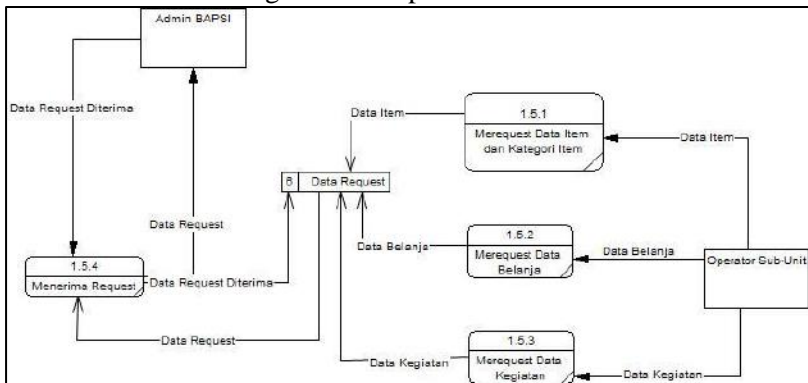 Admin BAPSI
Data Request Diterima
Data Item
1.5.1
Merequest Data Item
dan Kategori Item
Data Item
6 Data Request
Data Request
Data Belanja
1.5.2
Merequest Data
Belanja
Data Belanja
Operator Sub-Unit
1.5.4
Menerima Request
Data Request Diterima
Data Request
Data Kegiatan
1.5.3
Merequest Data
Kegiatan
Data Kegiatan